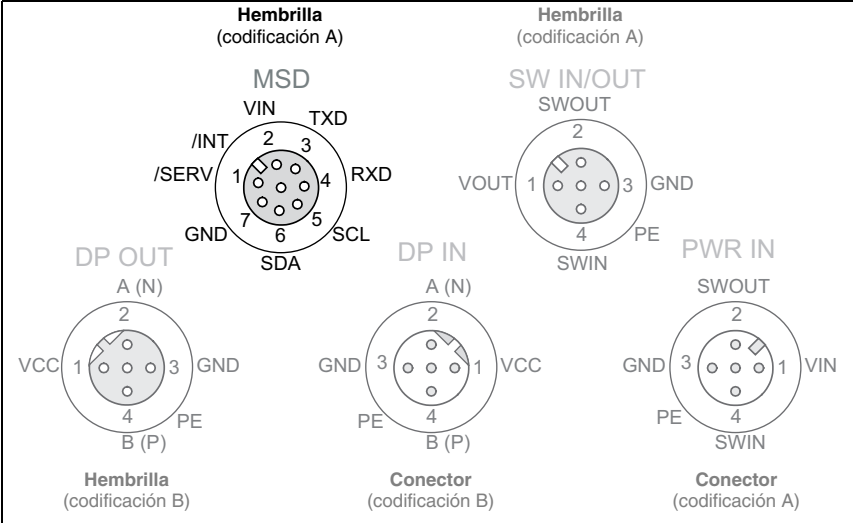 Hembrilla
(codificación A)
MSD
VIN
TXD
/INT
2
3
/SERV
1
4
RXD
7
5
GND
6
SCL
SDA
Hembrilla
(codificación A)
SW IN/OUT
SWOUT
2
VOUT
1
3
GND
4
PE
SWIN
DP OUT
A (N)
2
VCC
1
3
GND
4
PE
B (P)
Hembrilla
(codificación B)
DP IN
A (N)
2
GND
3
1
VCC
PE
4
B (P)
Conector
(codificación B)
PWR IN
SWOUT
2
GND
3
1
VIN
PE
4
SWIN
Conector
(codificación A)